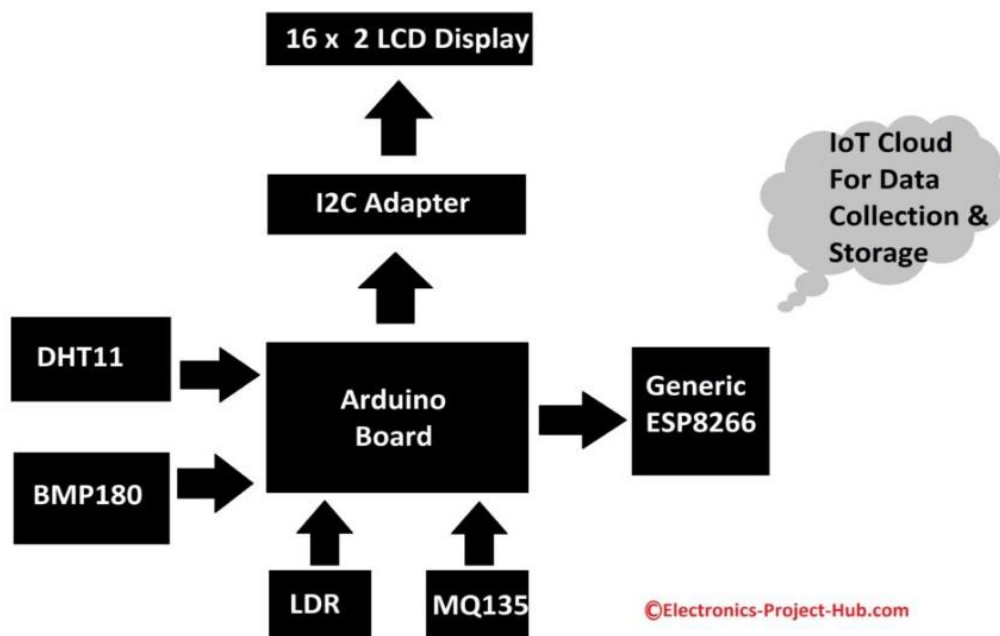 16 x 2 LCD Display
IoT Cloud
For Data
Collection &
Storage
I2C Adapter
DHT11
Arduino
Board
Generic
ESP8266
BMP180
LDR
MQ135
©Electronics-Project-Hub.com